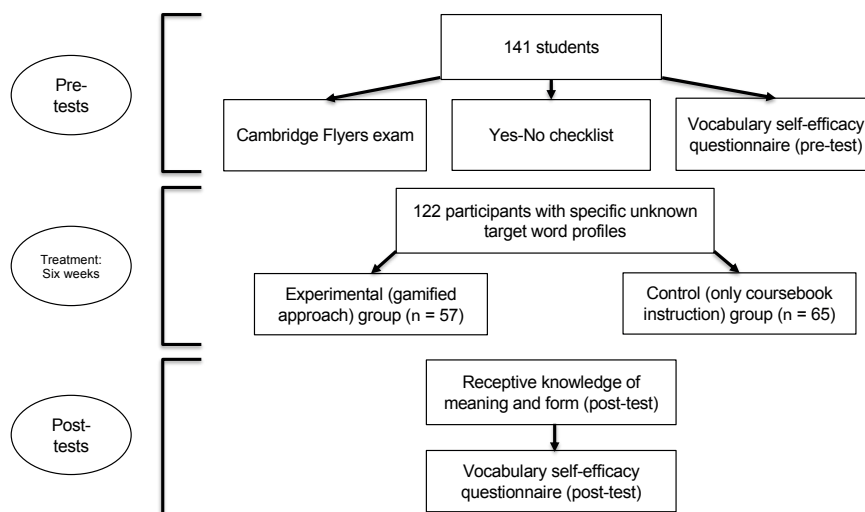 141 students
Pre-
tests
Cambridge Flyers exam
Yes-No checklist
Vocabulary self-efficacy
questionnaire (pre-test)
122 participants with specific unknown
target word profiles
Treatment:
Six weeks
Experimental (gamified
approach) group (n = 57)
Control (only coursebook
instruction) group (n = 65)
Receptive knowledge of
meaning and form (post-test)
Post-
tests
Vocabulary self-efficacy
questionnaire (post-test)